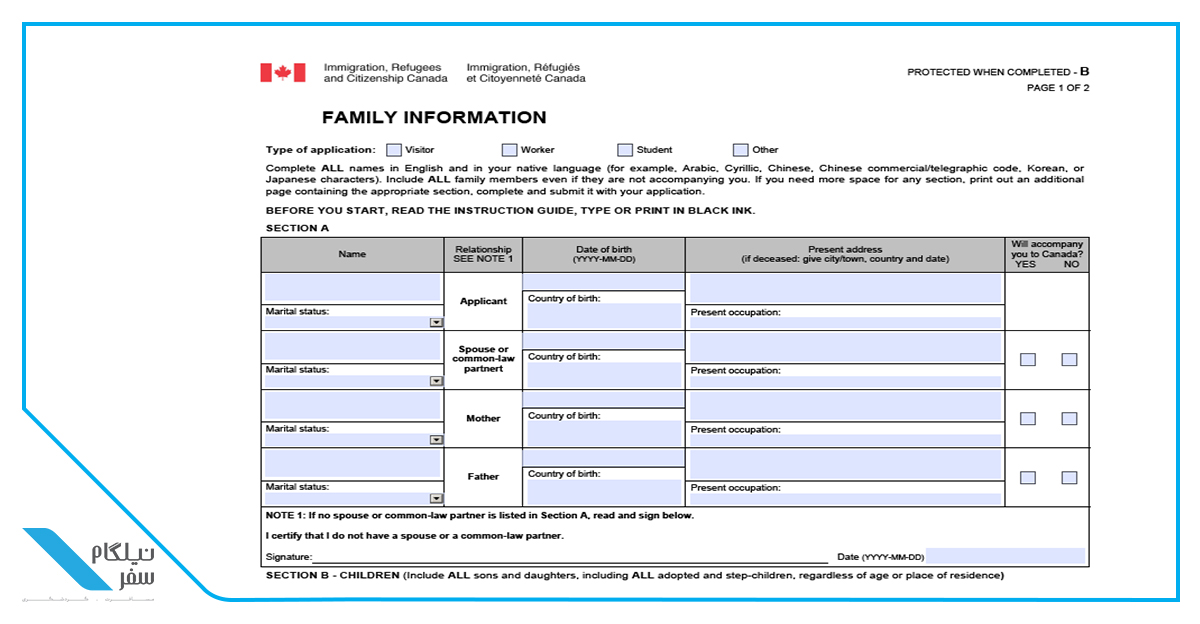 Immigration, Refugees and Citizenship Canada
Immigration, Réfugiés et Citoyenneté Canada
PROTECTED WHEN COMPLETED - B
PAGE 1 OF 2
FAMILY INFORMATION
Type of application: Visitor Worker Student Other
Complete ALL names in English and in your native language (for example, Arabic, Cyrillic, Chinese, Chinese commercial/telegraphic code, Korean, or
Japanese characters). Include ALL family members even if they are not accompanying you. If you need more space for any section, print out an additional
page containing the appropriate section, complete and submit it with your application.
BEFORE YOU START, READ THE INSTRUCTION GUIDE, TYPE OR PRINT IN BLACK INK.
SECTION A
Name
Relationship
SEE NOTE 1
Date of birth
(YYYY-MM-DD)
Present address
(if deceased: give city/town, country and date)
Will accompany
you to Canada?
YES NO
Marital status:
Applicant
Country of birth:
Present occupation:
Marital status:
Spouse or
common-law
partnert
Country of birth:
Present occupation:
Marital status:
Mother
Country of birth:
Present occupation:
Marital status:
Father
Country of birth:
Present occupation:
NOTE 1: If no spouse or common-law partner is listed in Section A, read and sign below.
I certify that I do not have a spouse or a common-law partner.
Signature:
Date (YYYY-MM-DD)
SECTION B - CHILDREN (Include ALL sons and daughters, including ALL adopted and step-children, regardless of age or place of residence)
نیلگام
سفر